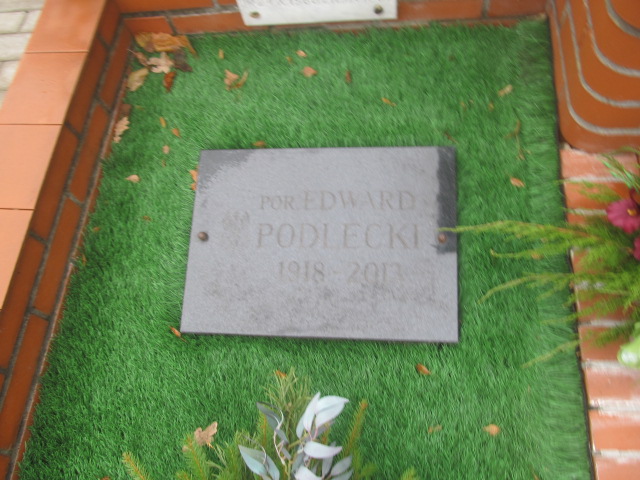 POR. EDWARD
PODLECKI
1918 - 2013